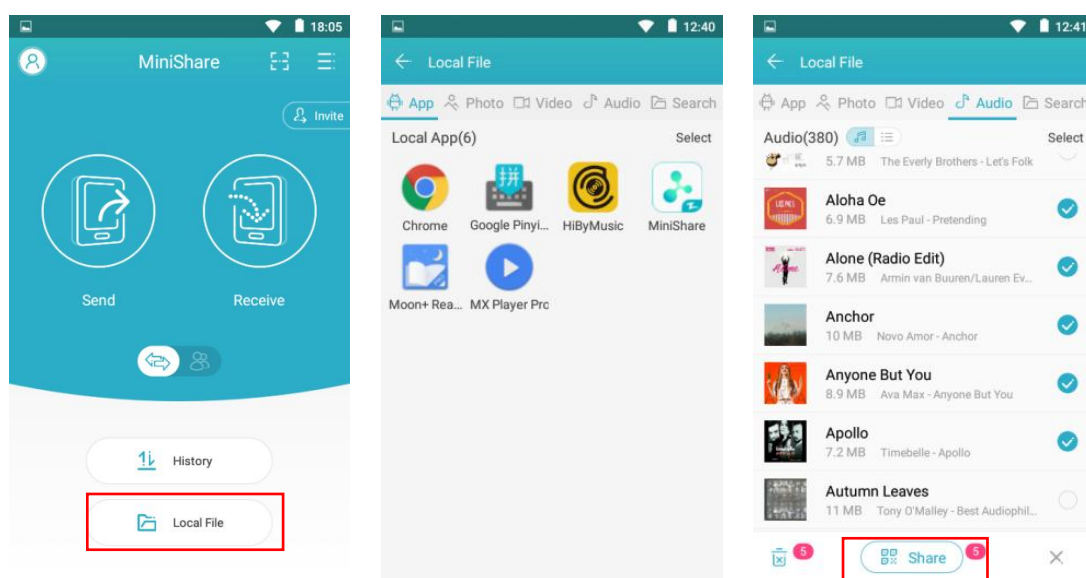 18:05
MiniShare
Invite
Send
Receive
History
Local File
12:40
Local File
App Photo Video Audio Search
Local App(6) Select
Chrome Google Pinyi... HiByMusic MiniShare
Moon+ Rea... MX Player Pro
12:41
Local File
App Photo Video Audio Search
Audio(380) Select
5.7 MB The Everly Brothers - Let's Folk
Aloha Oe
6.9 MB Les Paul - Pretending
Alone (Radio Edit)
7.6 MB Armin van Buuren/Lauren Ev...
Anchor
10 MB Novo Amor - Anchor
Anyone But You
8.9 MB Ava Max - Anyone But You
Apollo
7.2 MB Timebelle - Apollo
Autumn Leaves
11 MB Tony O'Malley - Best Audiophil...
5 Share 5